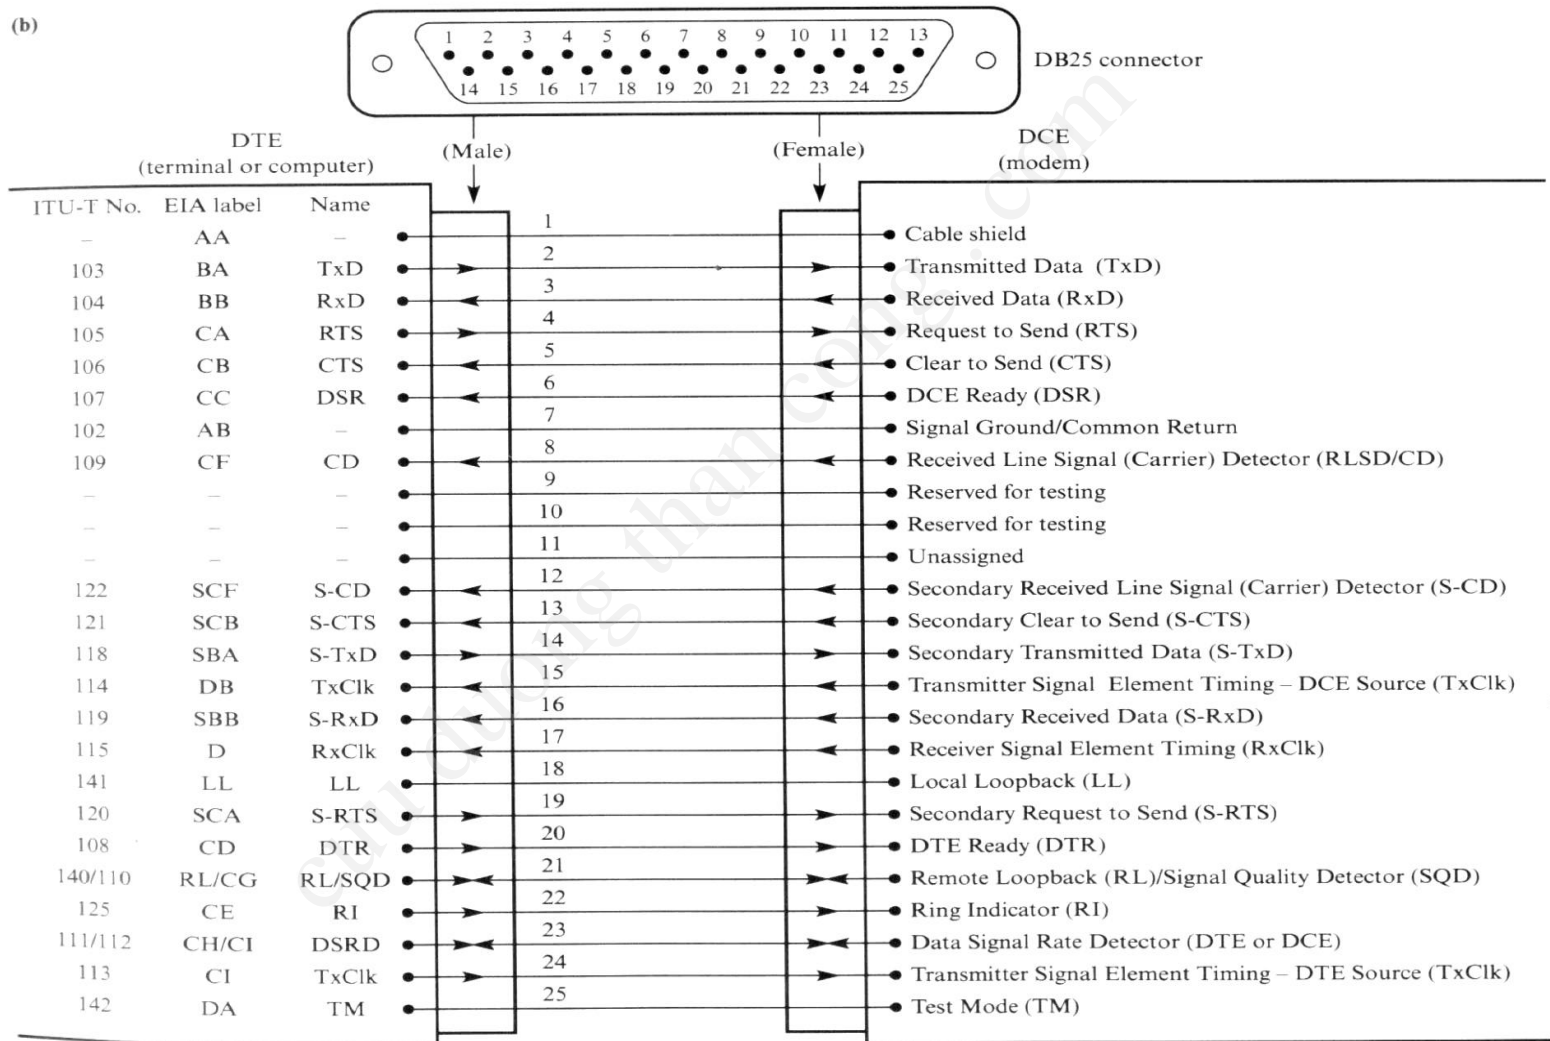 (b)
1 2 3 4 5 6 7 8 9 10 11 12 13
14 15 16 17 18 19 20 21 22 23 24 25
DB25 connector
DTE
(terminal or computer)
(Male)
(Female)
DCE
(modem)
ITU-T No. EIA label Name
– AA – 1 Cable shield
103 BA TxD 2 Transmitted Data (TxD)
104 BB RxD 3 Received Data (RxD)
105 CA RTS 4 Request to Send (RTS)
106 CB CTS 5 Clear to Send (CTS)
107 CC DSR 6 DCE Ready (DSR)
102 AB – 7 Signal Ground/Common Return
109 CF CD 8 Received Line Signal (Carrier) Detector (RLSD/CD)
– – – 9 Reserved for testing
– – – 10 Reserved for testing
– – – 11 Unassigned
122 SCF S-CD 12 Secondary Received Line Signal (Carrier) Detector (S-CD)
121 SCB S-CTS 13 Secondary Clear to Send (S-CTS)
118 SBA S-TxD 14 Secondary Transmitted Data (S-TxD)
114 DB TxClk 15 Transmitter Signal Element Timing – DCE Source (TxClk)
119 SBB S-RxD 16 Secondary Received Data (S-RxD)
115 D RxClk 17 Receiver Signal Element Timing (RxClk)
141 LL LL 18 Local Loopback (LL)
120 SCA S-RTS 19 Secondary Request to Send (S-RTS)
108 CD DTR 20 DTE Ready (DTR)
140/110 RL/CG RL/SQD 21 Remote Loopback (RL)/Signal Quality Detector (SQD)
125 CE RI 22 Ring Indicator (RI)
111/112 CH/CI DSRD 23 Data Signal Rate Detector (DTE or DCE)
113 CI TxClk 24 Transmitter Signal Element Timing – DTE Source (TxClk)
142 DA TM 25 Test Mode (TM)
cuu duong than cong . com